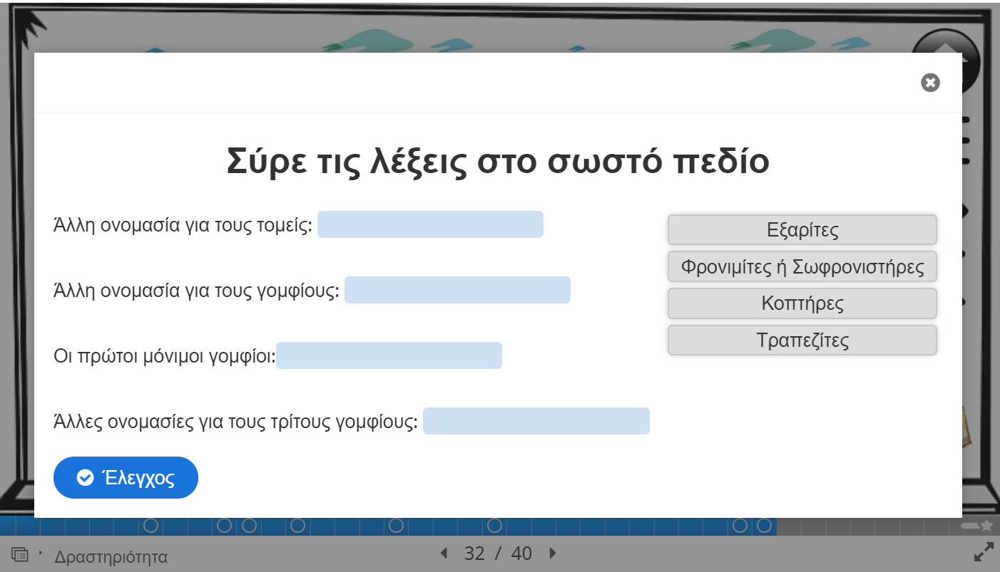 Σύρε τις λέξεις στο σωστό πεδίο
Άλλη ονομασία για τους τομείς:
Άλλη ονομασία για τους γομφίους:
Οι πρώτοι μόνιμοι γομφίοι:
Άλλες ονομασίες για τους τρίτους γομφίους:
Εξαρίτες
Φρονιμίτες ή Σωφρονιστήρες
Κοπτήρες
Τραπεζίτες
Έλεγχος
Δραστηριότητα
32 / 40